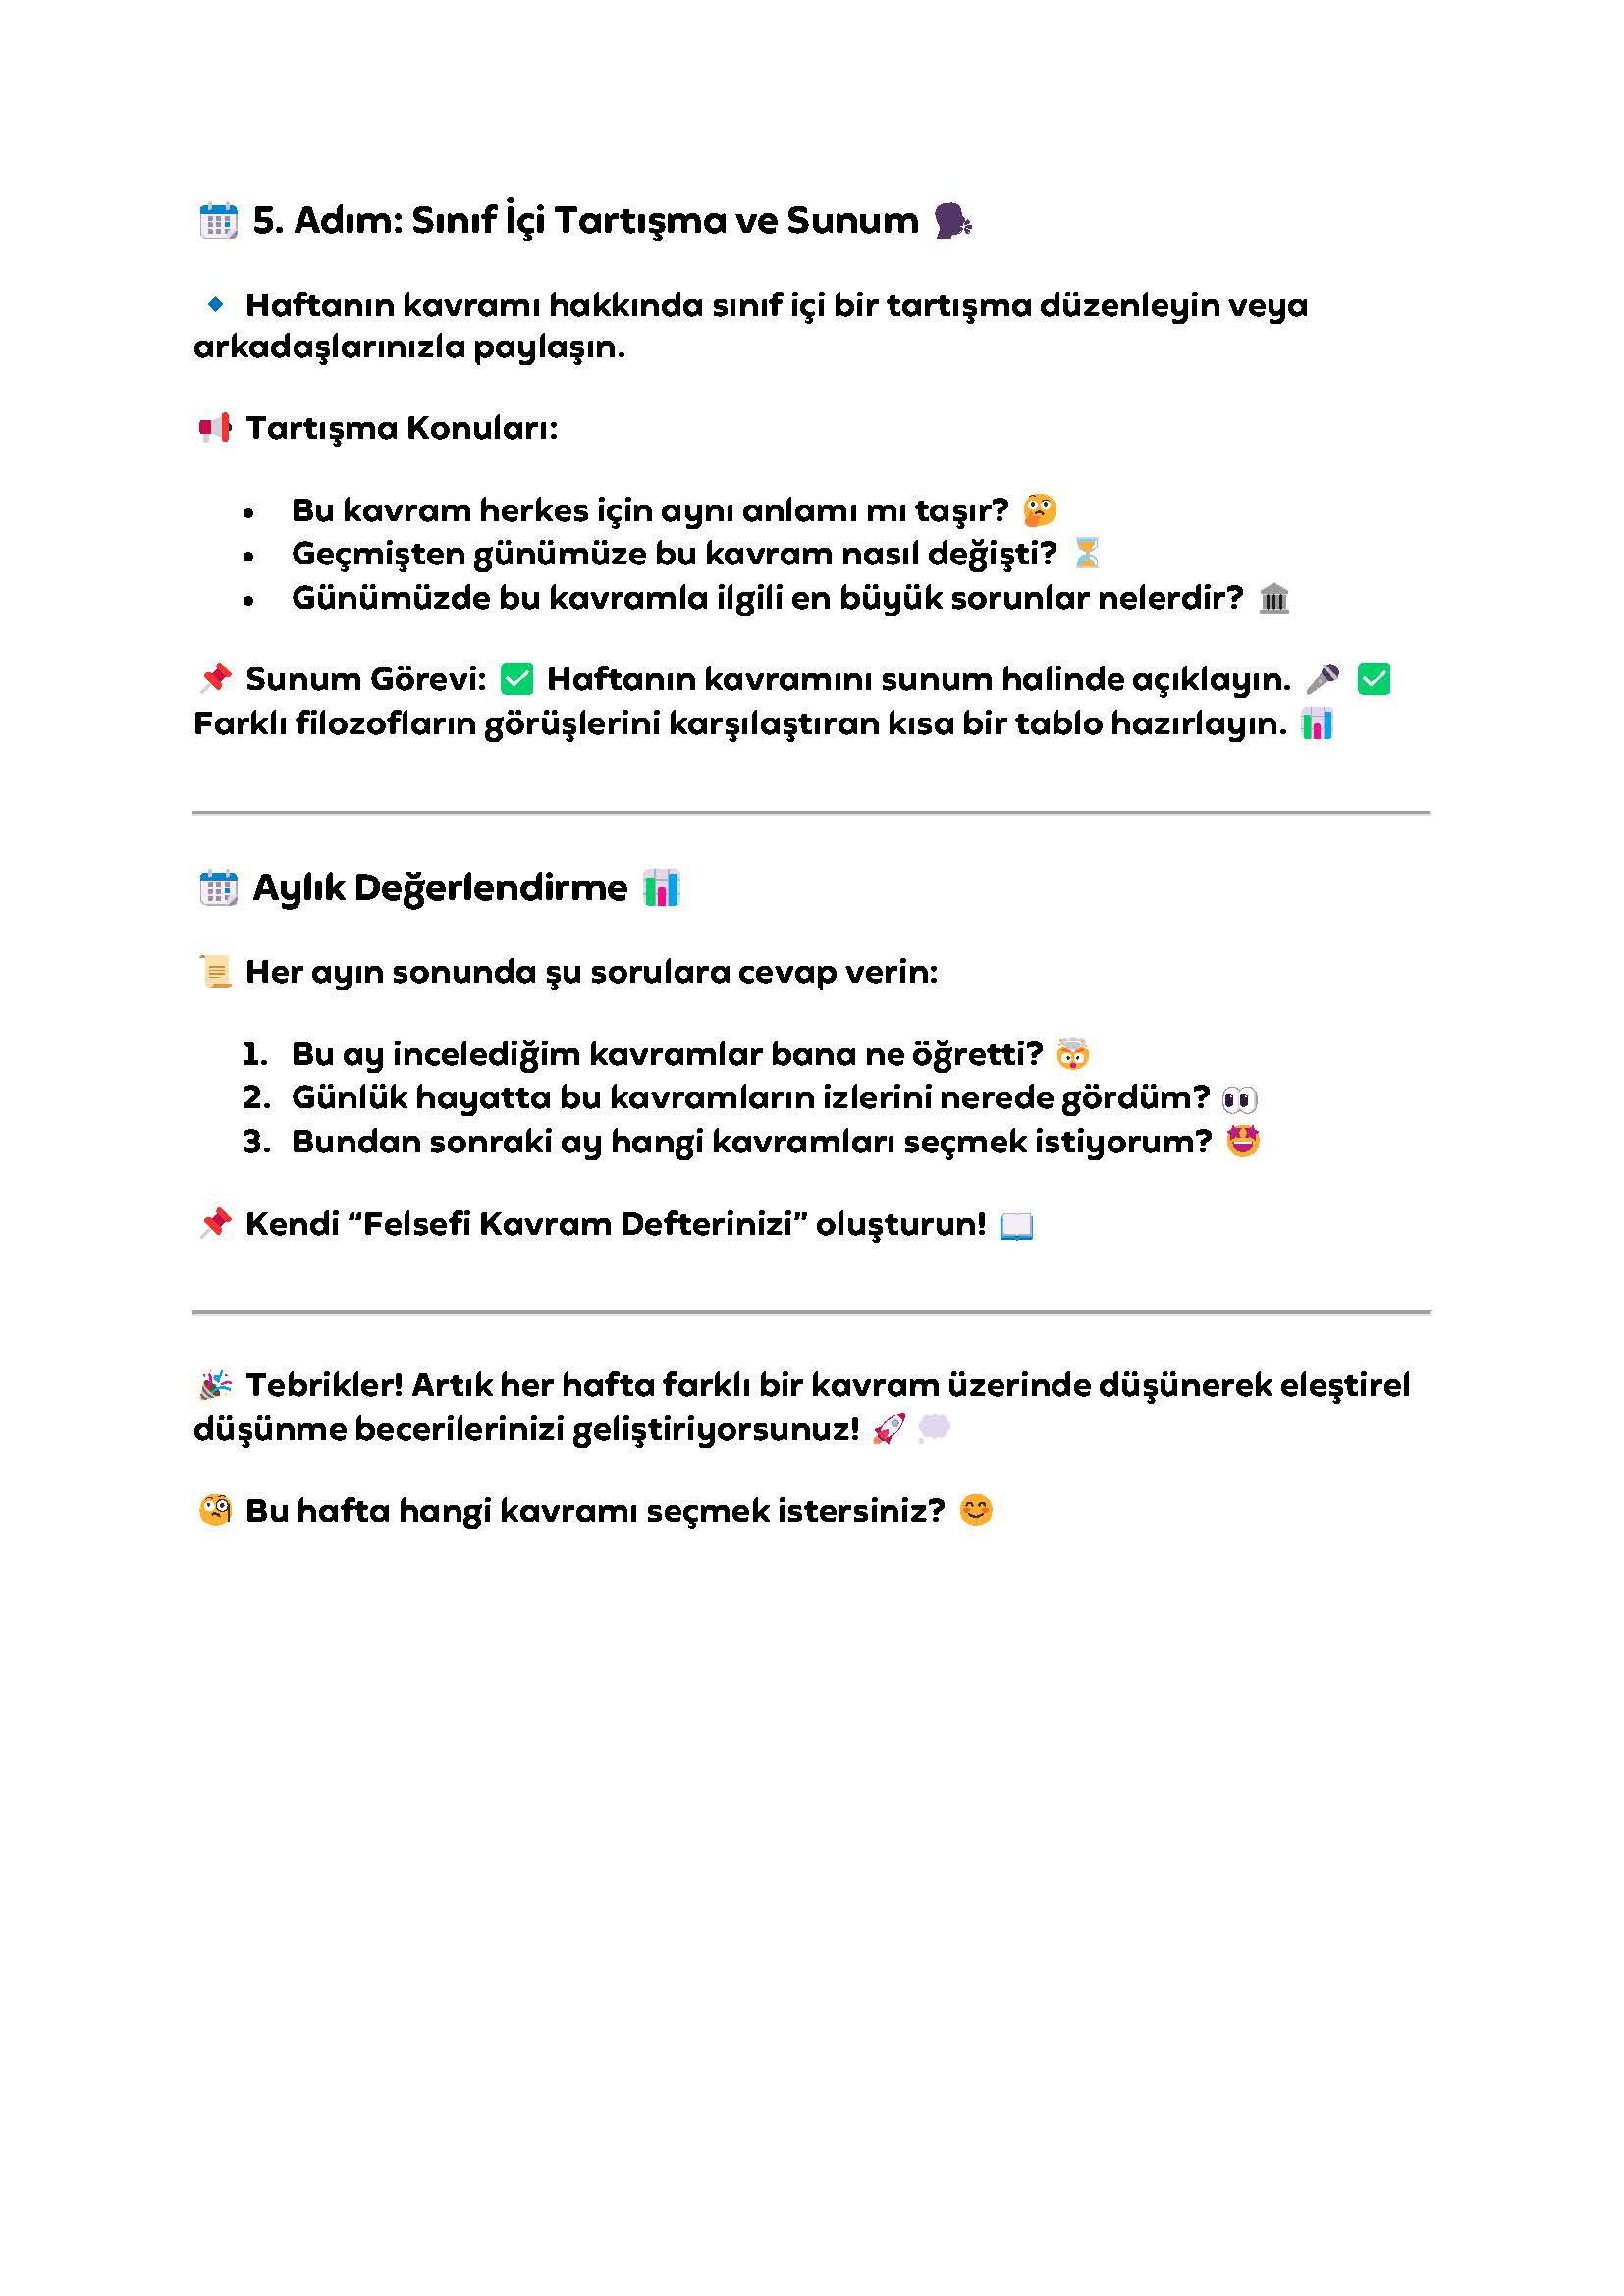 📅 5. Adım: Sınıf İçi Tartışma ve Sunum 🗣
🔹 Haftanın kavramı hakkında sınıf içi bir tartışma düzenleyin veya
arkadaşlarınızla paylaşın.
📢 Tartışma Konuları:
• Bu kavram herkes için aynı anlamı mı taşır? 🤔
• Geçmişten günümüze bu kavram nasıl değişti? ⏳
• Günümüzde bu kavramla ilgili en büyük sorunlar nelerdir? 🏛
📌 Sunum Görevi: ✅ Haftanın kavramını sunum halinde açıklayın. 🎤 ✅
Farklı filozofların görüşlerini karşılaştıran kısa bir tablo hazırlayın. 📊
📅 Aylık Değerlendirme 📊
📜 Her ayın sonunda şu sorulara cevap verin:
1. Bu ay incelediğim kavramlar bana ne öğretti? 🤯
2. Günlük hayatta bu kavramların izlerini nerede gördüm? 👀
3. Bundan sonraki ay hangi kavramları seçmek istiyorum? 🤩
📌 Kendi “Felsefi Kavram Defterinizi” oluşturun! 📖
🎉 Tebrikler! Artık her hafta farklı bir kavram üzerinde düşünerek eleştirel
düşünme becerilerinizi geliştiriyorsunuz! 🚀💭
🧐 Bu hafta hangi kavramı seçmek istersiniz? 😊